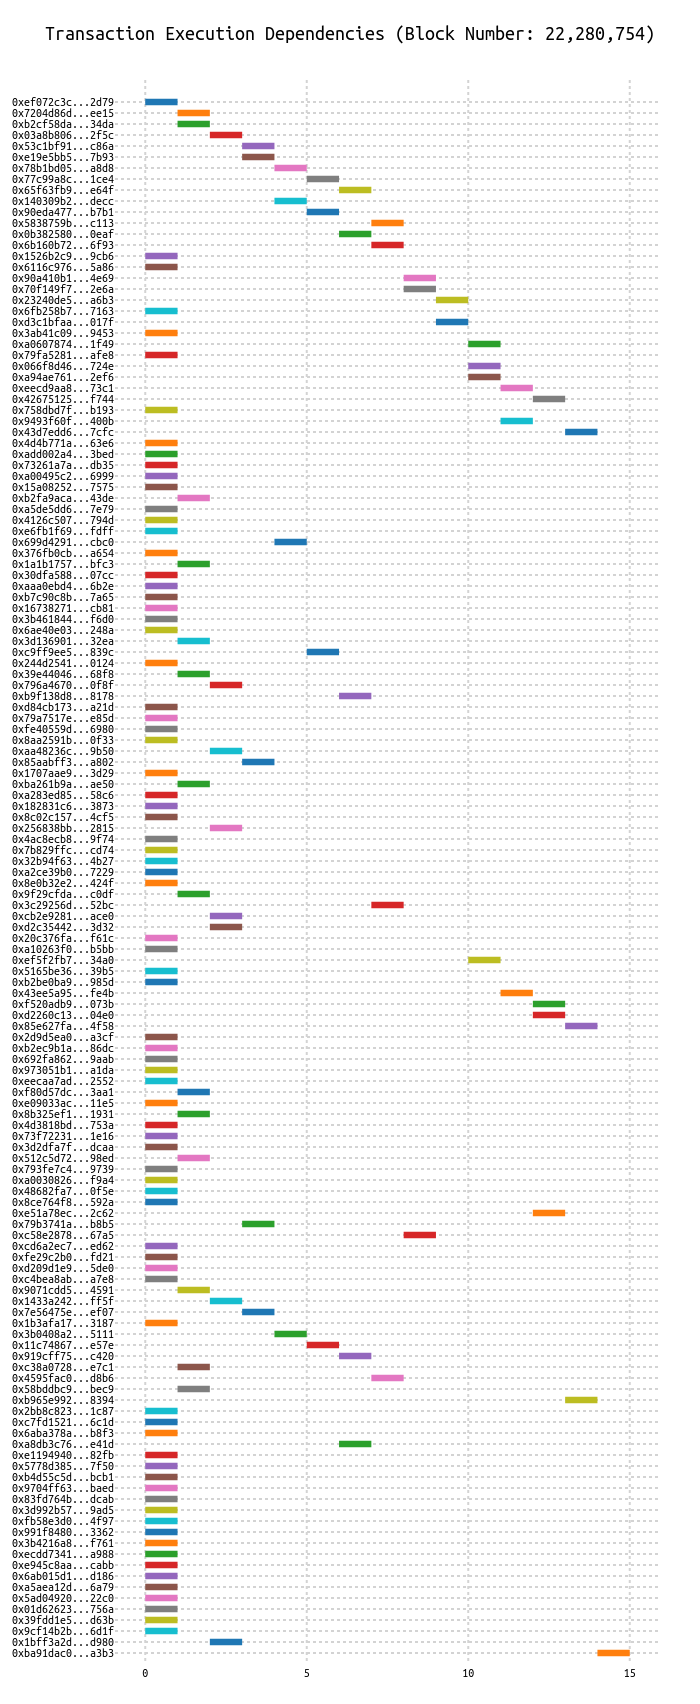 Transaction Execution Dependencies (Block Number: 22,280,754)
0xef072c3c...2d79
0x7204d86d...ee15
0xb2cf58da...34da
0x03a8b806...2f5c
0x53c1bf91...c86a
0xe19e5bb5...7b93
0x78b1bd05...a8d8
0x77c99a8c...1ce4
0x65f63fb9...e64f
0x140309b2...decc
0x90eda477...b7b1
0x5838759b...c113
0x0b382580...0eaf
0x6b160b72...6f93
0x1526b2c9...9cb6
0x6116c976...5a86
0x90a410b1...4e69
0x70f149f7...2e6a
0x23240de5...a6b3
0x6fb258b7...7163
0xd3c1bfaa...017f
0x3ab41c09...9453
0xa0607874...1f49
0x79fa5281...afe8
0x066f8d46...724e
0xa94ae761...2ef6
0xeecd9aa8...73c1
0x42675125...f744
0x758dbd7f...b193
0x9493f60f...400b
0x43d7edd6...7cfc
0x4d4b771a...63e6
0xadd002a4...3bed
0x73261a7a...db35
0xa00495c2...6999
0x15a08252...7575
0xb2fa9aca...43de
0xa5de5dd6...7e79
0x4126c507...794d
0xe6fb1f69...fdff
0x699d4291...cbc0
0x376fb0cb...a654
0x1a1b1757...bfc3
0x30dfa588...07cc
0xaaa0ebd4...6b2e
0xb7c90c8b...7a65
0x16738271...cb81
0x3b461844...f6d0
0x6ae40e03...248a
0x3d136901...32ea
0xc9ff9ee5...839c
0x244d2541...0124
0x39e44046...68f8
0x796a4670...0f8f
0xb9f138d8...8178
0xd84cb173...a21d
0x79a7517e...e85d
0xfe40559d...6980
0x8aa2591b...0f33
0xaa48236c...9b50
0x85aabff3...a802
0x1707aae9...3d29
0xba261b9a...ae50
0xa283ed85...58c6
0x182831c6...3873
0x8c02c157...4cf5
0x256838bb...2815
0x4ac8ecb8...9f74
0x7b829ffc...cd74
0x32b94f63...4b27
0xa2ce39b0...7229
0x8e0b32e2...424f
0x9f29cfda...c0df
0x3c29256d...52bc
0xcb2e9281...ace0
0xd2c35442...3d32
0x20c376fa...f61c
0xa10263f0...b5bb
0xef5f2fb7...34a0
0x5165be36...39b5
0xb2be0ba9...985d
0x43ee5a95...fe4b
0xf520adb9...073b
0xd2260c13...04e0
0x85e627fa...4f58
0x2d9d5ea0...a3cf
0xb2ec9b1a...86dc
0x692fa862...9aab
0x973051b1...a1da
0xeecaa7ad...2552
0xf80d57dc...3aa1
0xe09033ac...11e5
0x8b325ef1...1931
0x4d3818bd...753a
0x73f72231...1e16
0x3d2dfa7f...dcaa
0x512c5d72...98ed
0x793fe7c4...9739
0xa0030826...f9a4
0x48682fa7...0f5e
0x8ce764f8...592a
0xe51a78ec...2c62
0x79b3741a...b8b5
0xc58e2878...67a5
0xcd6a2ec7...ed62
0xfe29c2b0...fd21
0xd209d1e9...5de0
0xc4bea8ab...a7e8
0x9071cdd5...4591
0x1433a242...ff5f
0x7e56475e...ef07
0x1b3afa17...3187
0x3b0408a2...5111
0x11c74867...e57e
0x919cff75...c420
0xc38a0728...e7c1
0x4595fac0...d8b6
0x58bddbc9...bec9
0xb965e992...8394
0x2bb8c823...1c87
0xc7fd1521...6c1d
0x6aba378a...b8f3
0xa8db3c76...e41d
0xe1194940...82fb
0x5778d385...7f50
0xb4d55c5d...bcb1
0x9704ff63...baed
0x83fd764b...dcab
0x3d992b57...9ad5
0xfb58e3d0...4f97
0x991f8480...3362
0x3b4216a8...f761
0xecdd7341...a988
0xe945c8aa...cabb
0x6ab015d1...d186
0xa5aea12d...6a79
0x5ad04920...22c0
0x01d62623...756a
0x39fdd1e5...d63b
0x9cf14b2b...6d1f
0x1bff3a2d...d980
0xba91dac0...a3b3
0 5 10 15